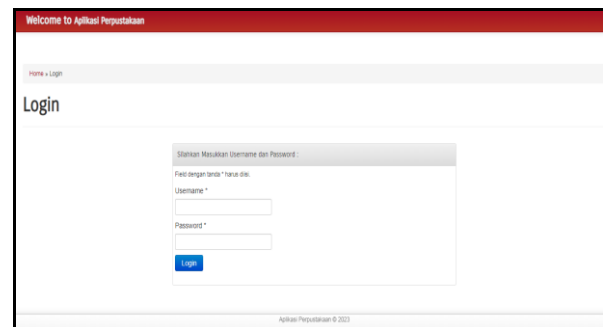 Welcome to Aplikasi Perpustakaan
Home » Login
Login
Silahkan Masukkan Username dan Password :
Field dengan tanda * harus diisi.
Username *
Password *
Login
Aplikasi Perpustakaan © 2023